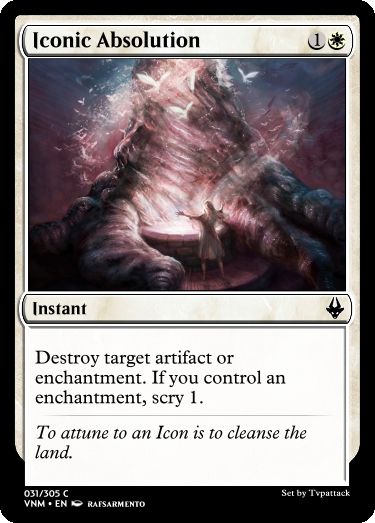 Iconic Absolution 1
Instant
Destroy target artifact or
enchantment. If you control an
enchantment, scry 1.
To attune to an Icon is to cleanse the
land.
031/305 C
VNM • EN RAFSARMENTO
Set by Tvpattack